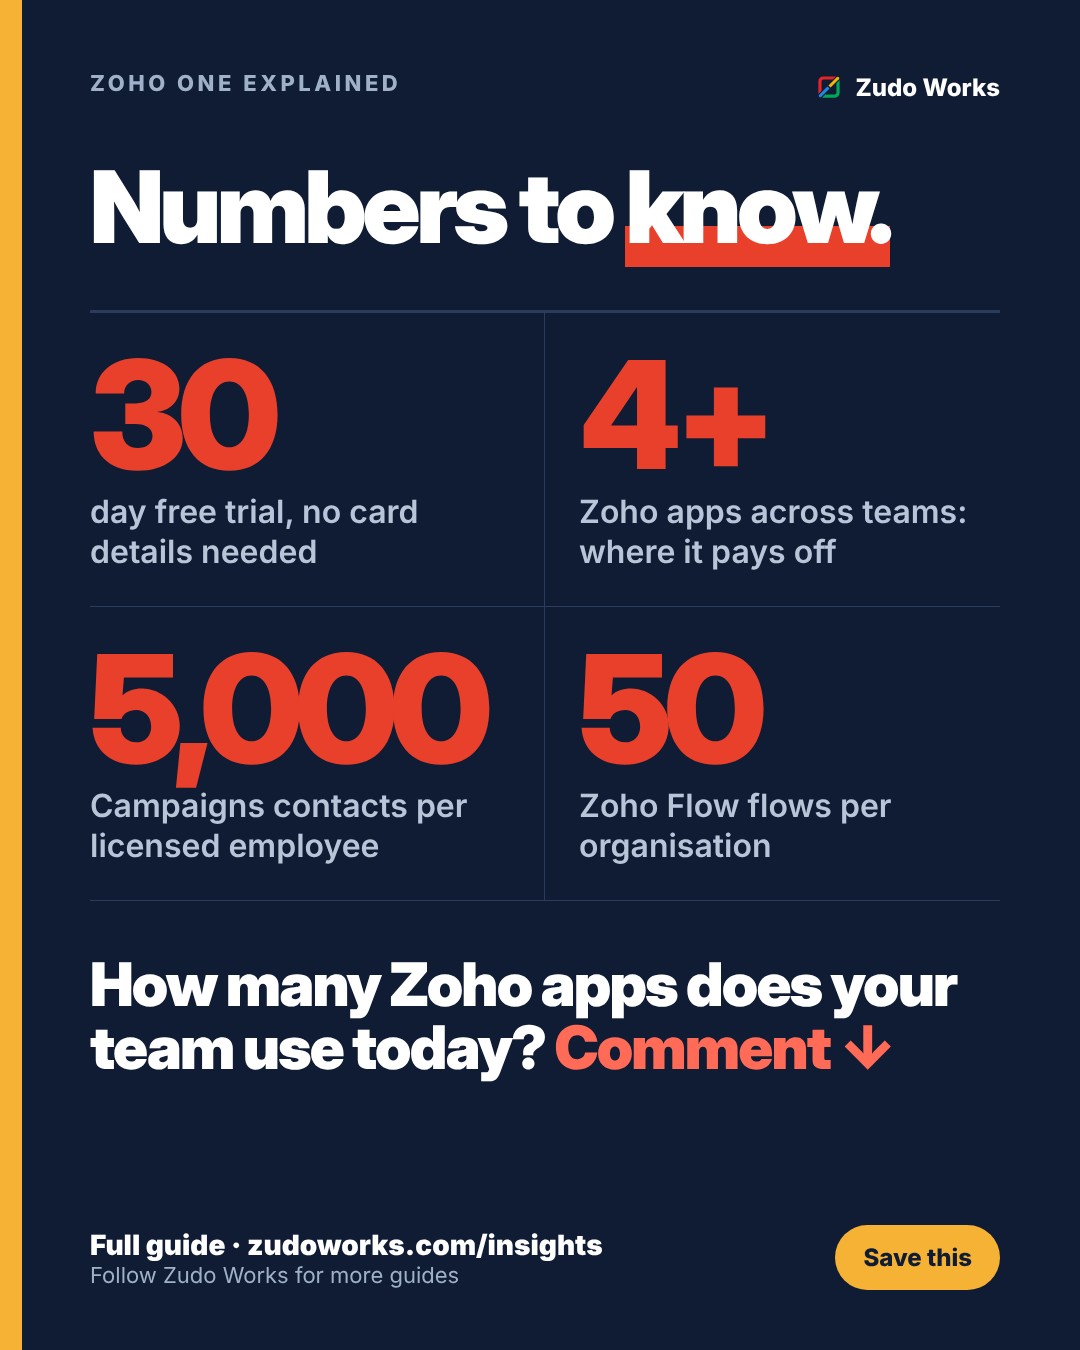 ZOHO ONE EXPLAINED
Zudo Works
Numbers to know.
30
day free trial, no card
details needed
4+
Zoho apps across teams:
where it pays off
5,000
Campaigns contacts per
licensed employee
50
Zoho Flow flows per
organisation
How many Zoho apps does your
team use today? Comment ↓
Full guide · zudoworks.com/insights
Follow Zudo Works for more guides
Save this